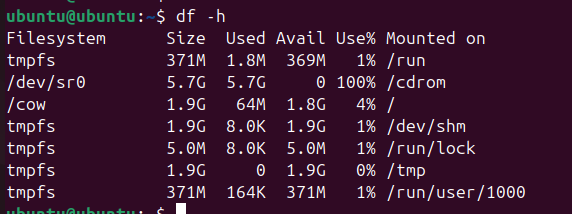 ubuntu@ubuntu:~$ df -h
Filesystem      Size  Used Avail Use% Mounted on
tmpfs           371M  1.8M  369M   1% /run
/dev/sr0        5.7G  5.7G     0 100% /cdrom
/cow            1.9G   64M  1.8G   4% /
tmpfs           1.9G  8.0K  1.9G   1% /dev/shm
tmpfs           5.0M  8.0K  5.0M   1% /run/lock
tmpfs           1.9G     0  1.9G   0% /tmp
tmpfs           371M  164K  371M   1% /run/user/1000
ubuntu@ubuntu:~$